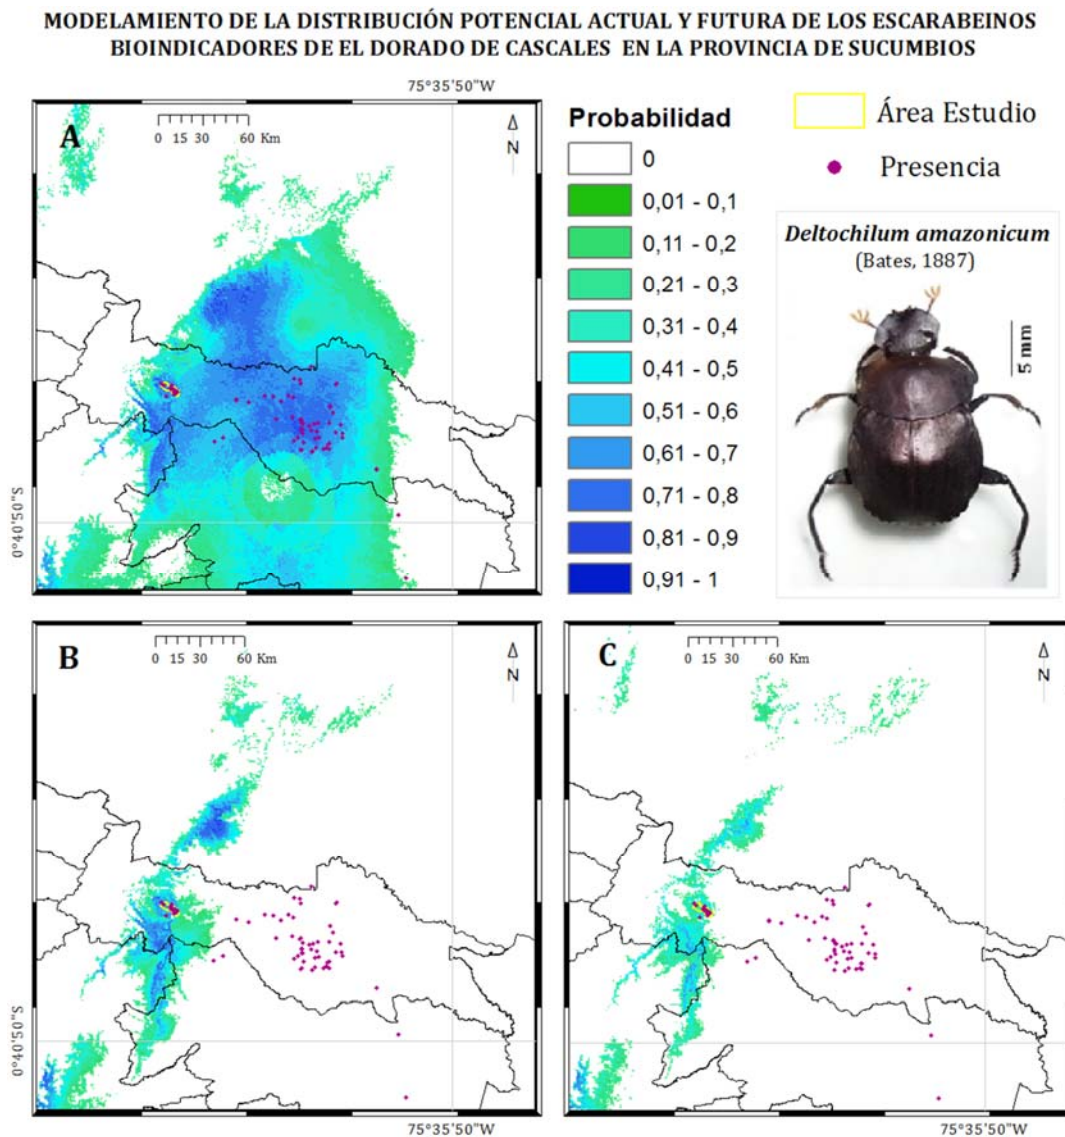 MODELAMIENTO DE LA DISTRIBUCIÓN POTENCIAL ACTUAL Y FUTURA DE LOS ESCARABEINOS
BIOINDICADORES DE EL DORADO DE CASCALES EN LA PROVINCIA DE SUCUMBIOS
75°35'50"W
A
0 15 30 60 Km
N
0°40'50"S
Probabilidad
0
0,01 - 0,1
0,11 - 0,2
0,21 - 0,3
0,31 - 0,4
0,41 - 0,5
0,51 - 0,6
0,61 - 0,7
0,71 - 0,8
0,81 - 0,9
0,91 - 1
Área Estudio
Presencia
Deltochilum amazonicum
(Bates, 1887)
5 mm
B
0 15 30 60 Km
N
0°40'50"S
75°35'50"W
C
0 15 30 60 Km
N
75°35'50"W